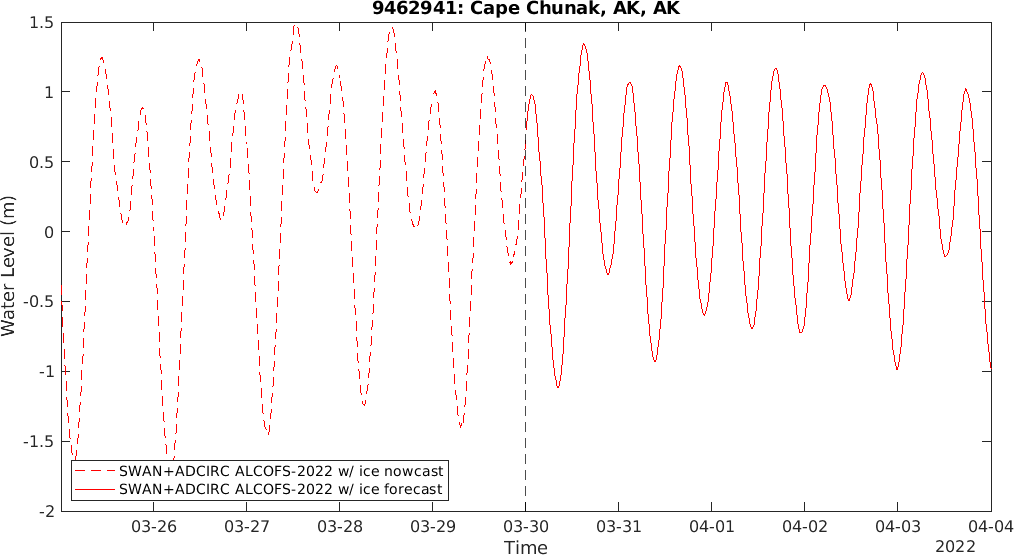 9462941: Cape Chunak, AK, AK
1.5
1
0.5
0
-0.5
-1
-1.5
-2
Water Level (m)
SWAN+ADCIRC ALCOFS-2022 w/ ice nowcast
SWAN+ADCIRC ALCOFS-2022 w/ ice forecast
03-26 03-27 03-28 03-29 03-30 03-31 04-01 04-02 04-03 04-04
Time
2022